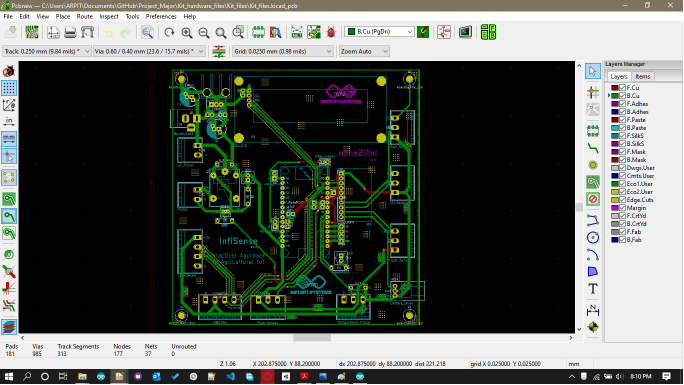 Pcbnew — C:\Users\ARPIT\Documents\GitHub\Project_Major\Kit_hardware_files\Kit_files\Kit_files.kicad_pcb
File Edit View Place Route Inspect Tools Preferences Help
B.Cu (PgDn)
Track: 0.250 mm (9.84 mils) *
Via: 0.60 / 0.40 mm (23.6 / 15.7 mils) *
Grid: 0.0250 mm (0.98 mils)
Zoom Auto
in
Layers Manager
Layers Items
F.Cu
B.Cu
F.Adhes
B.Adhes
F.Paste
B.Paste
F.SilkS
B.SilkS
F.Mask
B.Mask
Dwgs.User
Cmts.User
Eco1.User
Eco2.User
Edge.Cuts
Margin
F.CrtYd
B.CrtYd
F.Fab
B.Fab
InfiSense
InfiSense
Practical Approach
Agricultural IoT
T
N
Pads Vias Track Segments Nodes Nets Unrouted
181 985 313 177 37 0
Z 1.06 X 202.875000 Y 88.200000 dx 202.875000 dy 88.200000 dist 221.218 grid X 0.025000 Y 0.025000 mm
8:10 PM